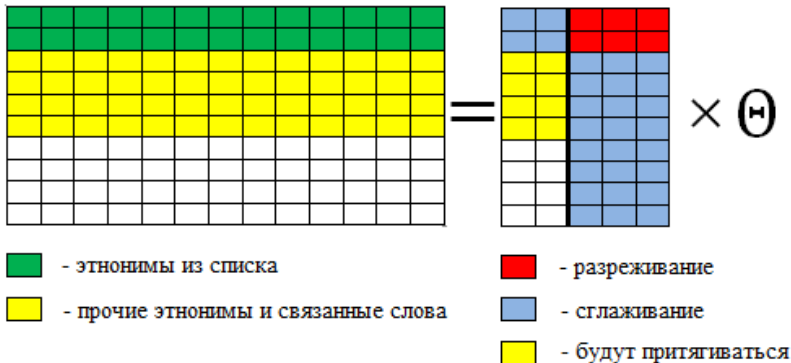 = × Θ
- этнонимы из списка
- прочие этнонимы и связанные слова
- разреживание
- сглаживание
- будут притягиваться